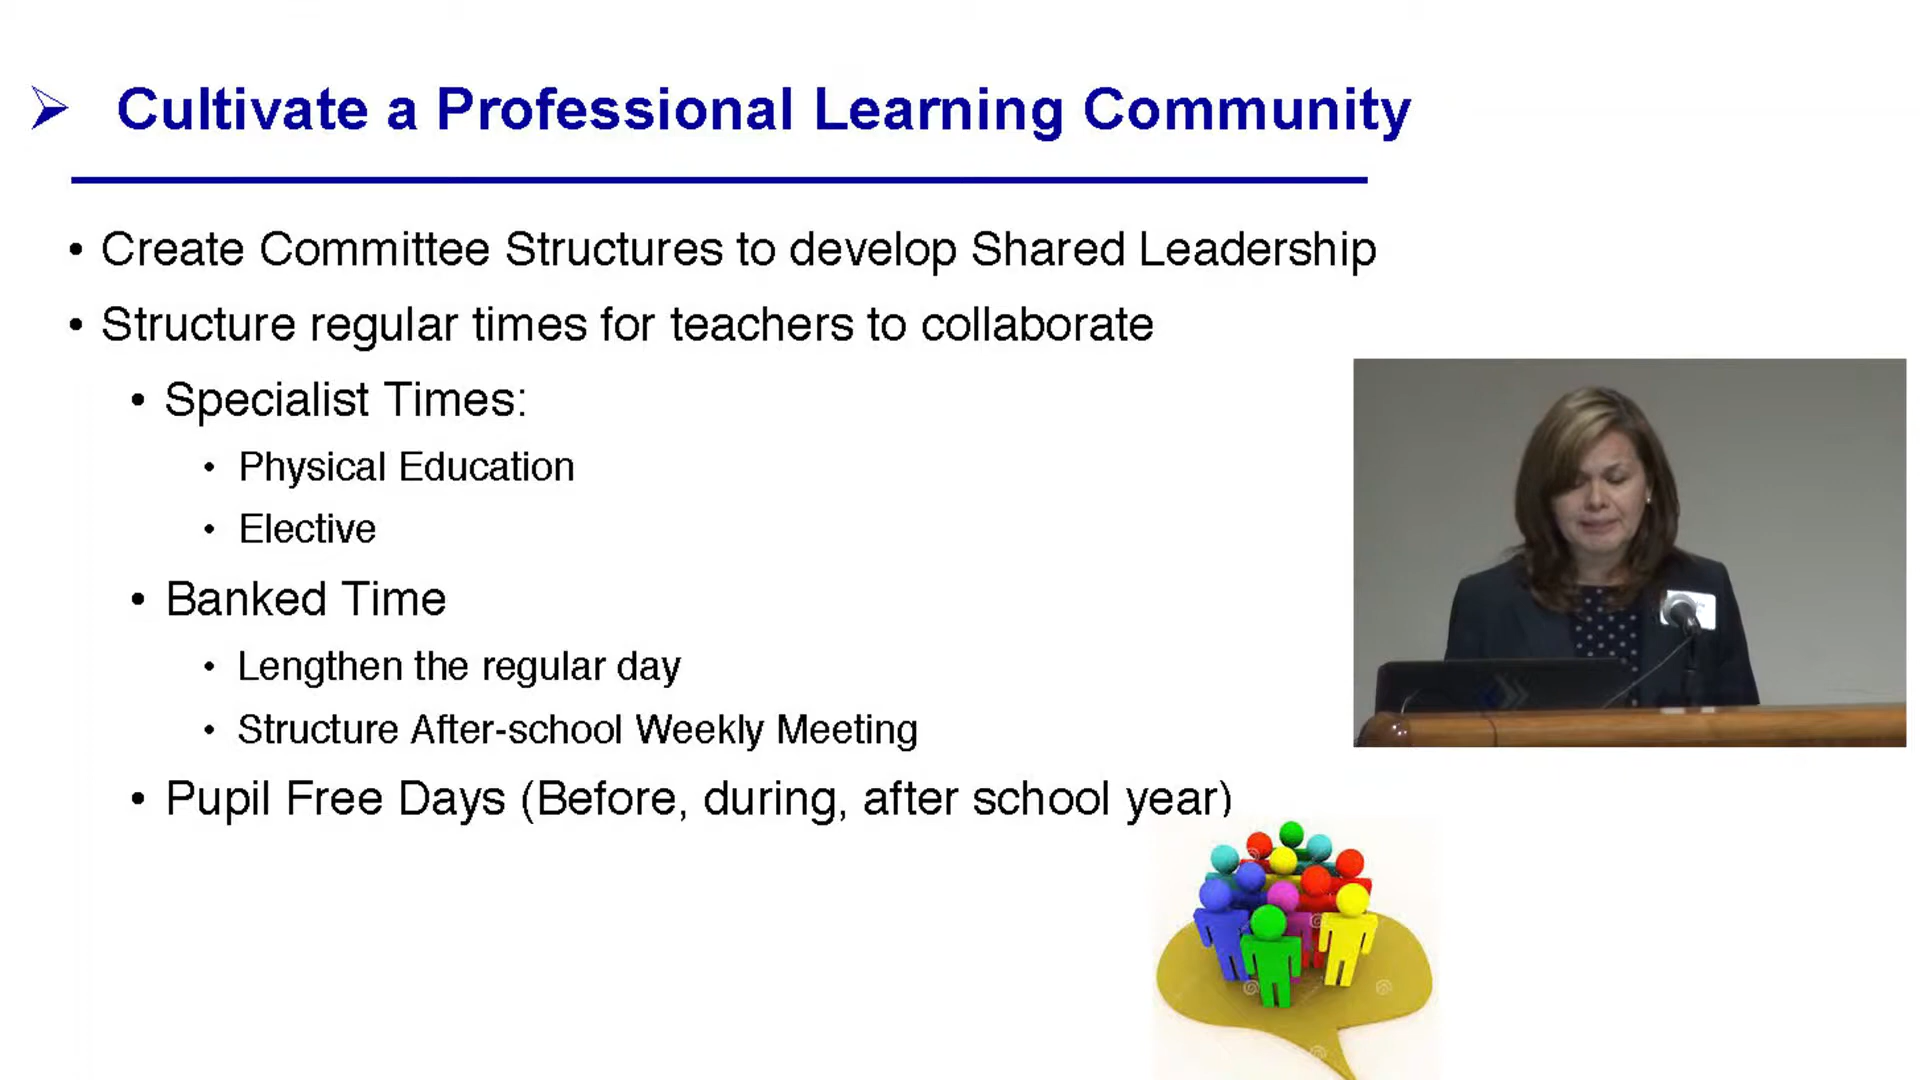 Cultivate a Professional Learning Community
• Create Committee Structures to develop Shared Leadership
• Structure regular times for teachers to collaborate
• Specialist Times:
• Physical Education
• Elective
• Banked Time
• Lengthen the regular day
• Structure After-school Weekly Meeting
• Pupil Free Days (Before, during, after school year)